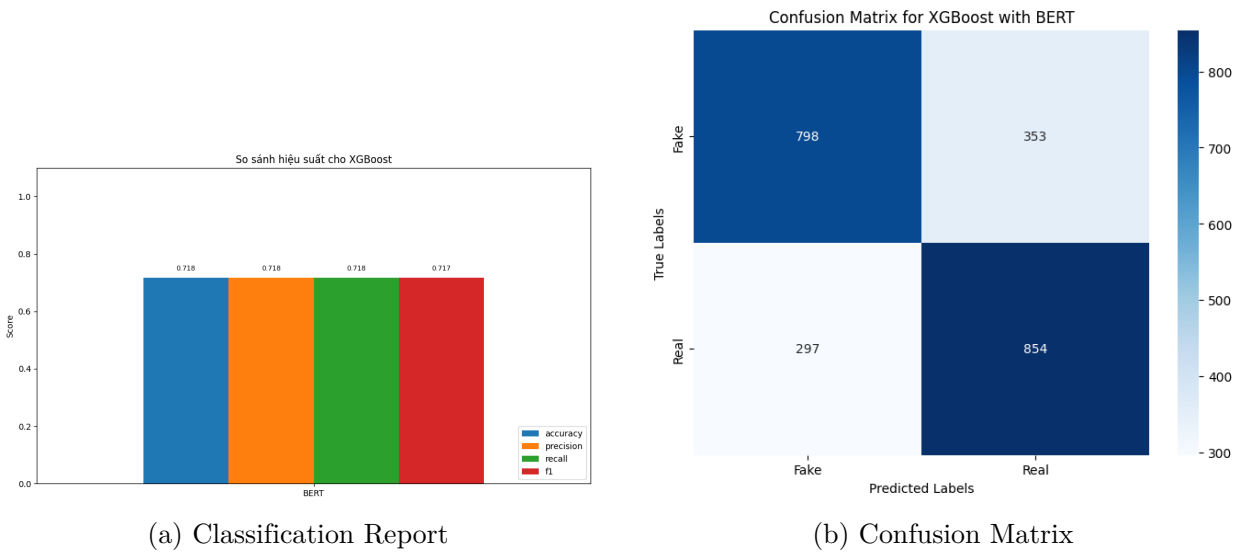 So sánh hiệu suất cho XGBoost
1.0
0.8
0.6
0.4
0.2
0.0
Score
0.718
0.718
0.718
0.717
accuracy
precision
recall
f1
BERT
(a) Classification Report
Confusion Matrix for XGBoost with BERT
True Labels
Fake
Real
798
353
297
854
Fake
Real
Predicted Labels
800
700
600
500
400
300
(b) Confusion Matrix